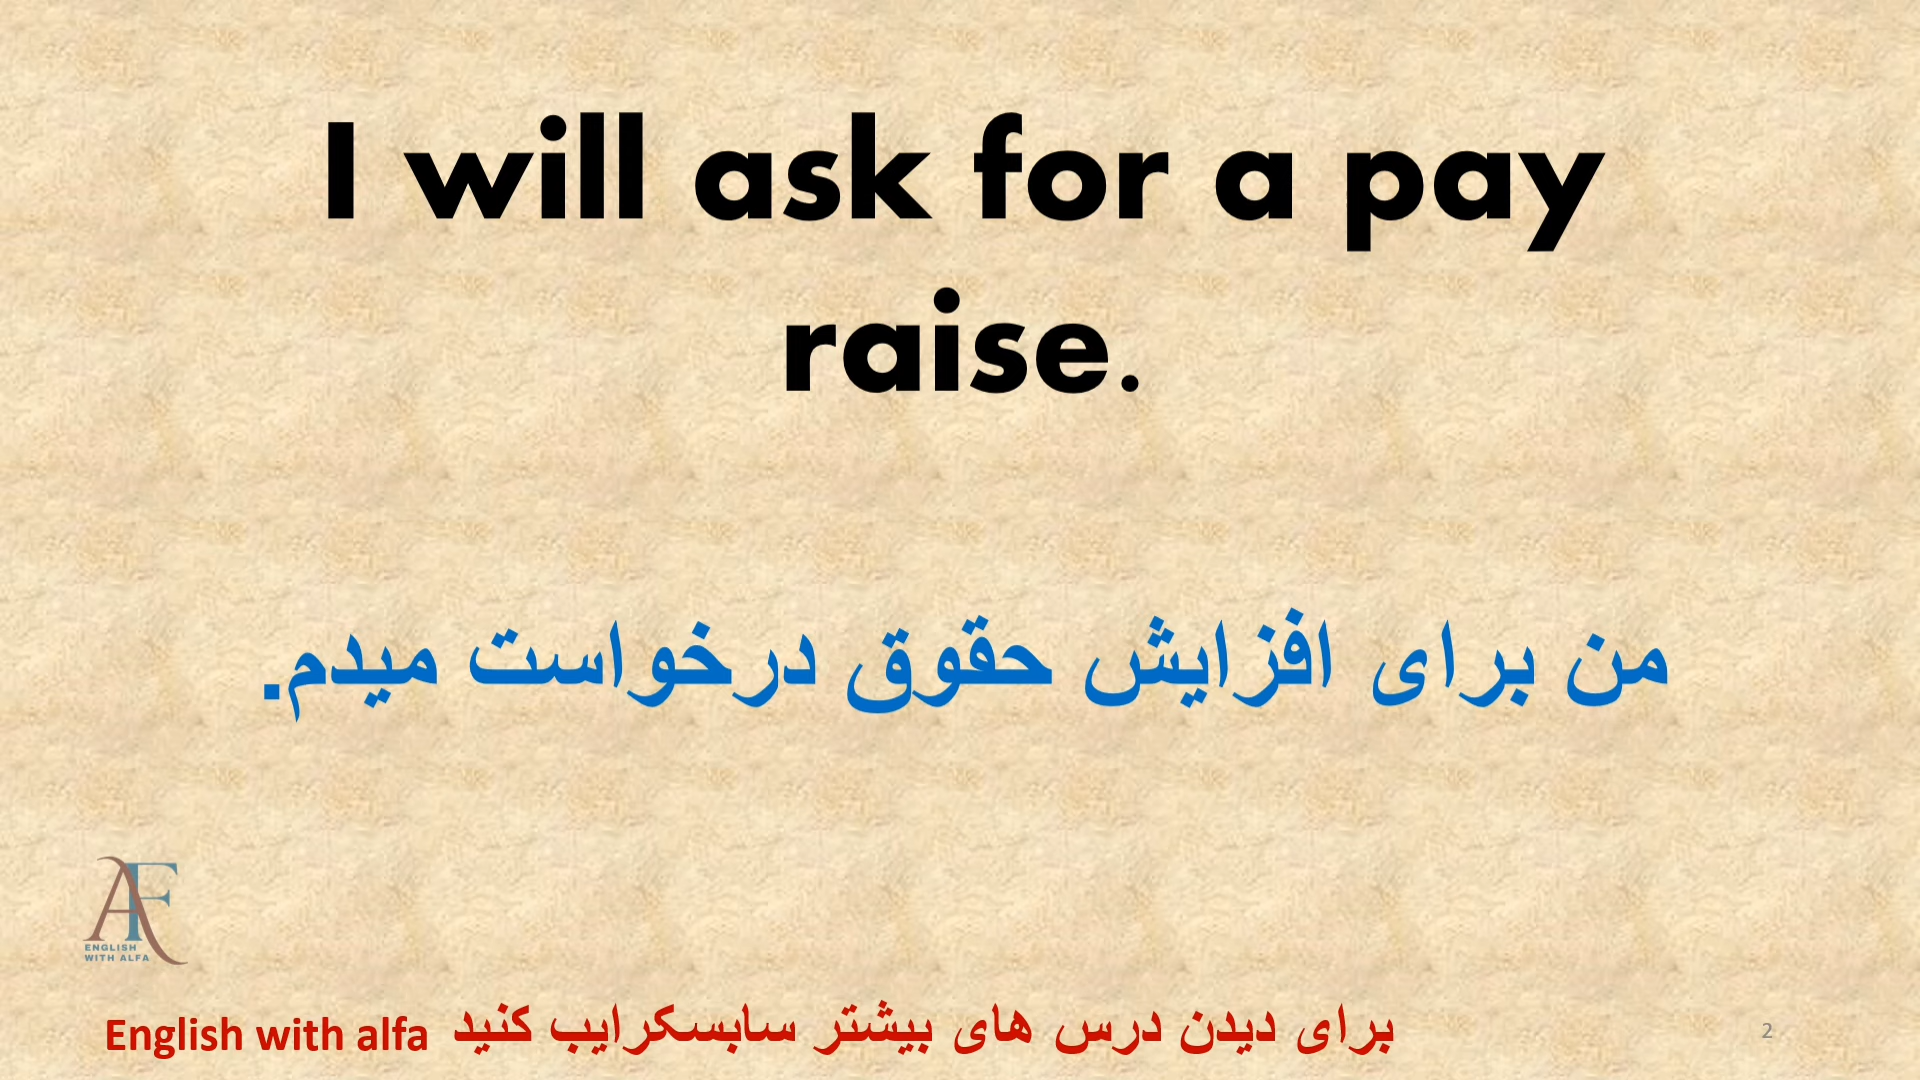 I will ask for a pay
raise.
من برای افزایش حقوق درخواست میدم.
AF
ENGLISH
WITH ALFA
برای دیدن درس های بیشتر سابسکرایب کنید English with alfa
2